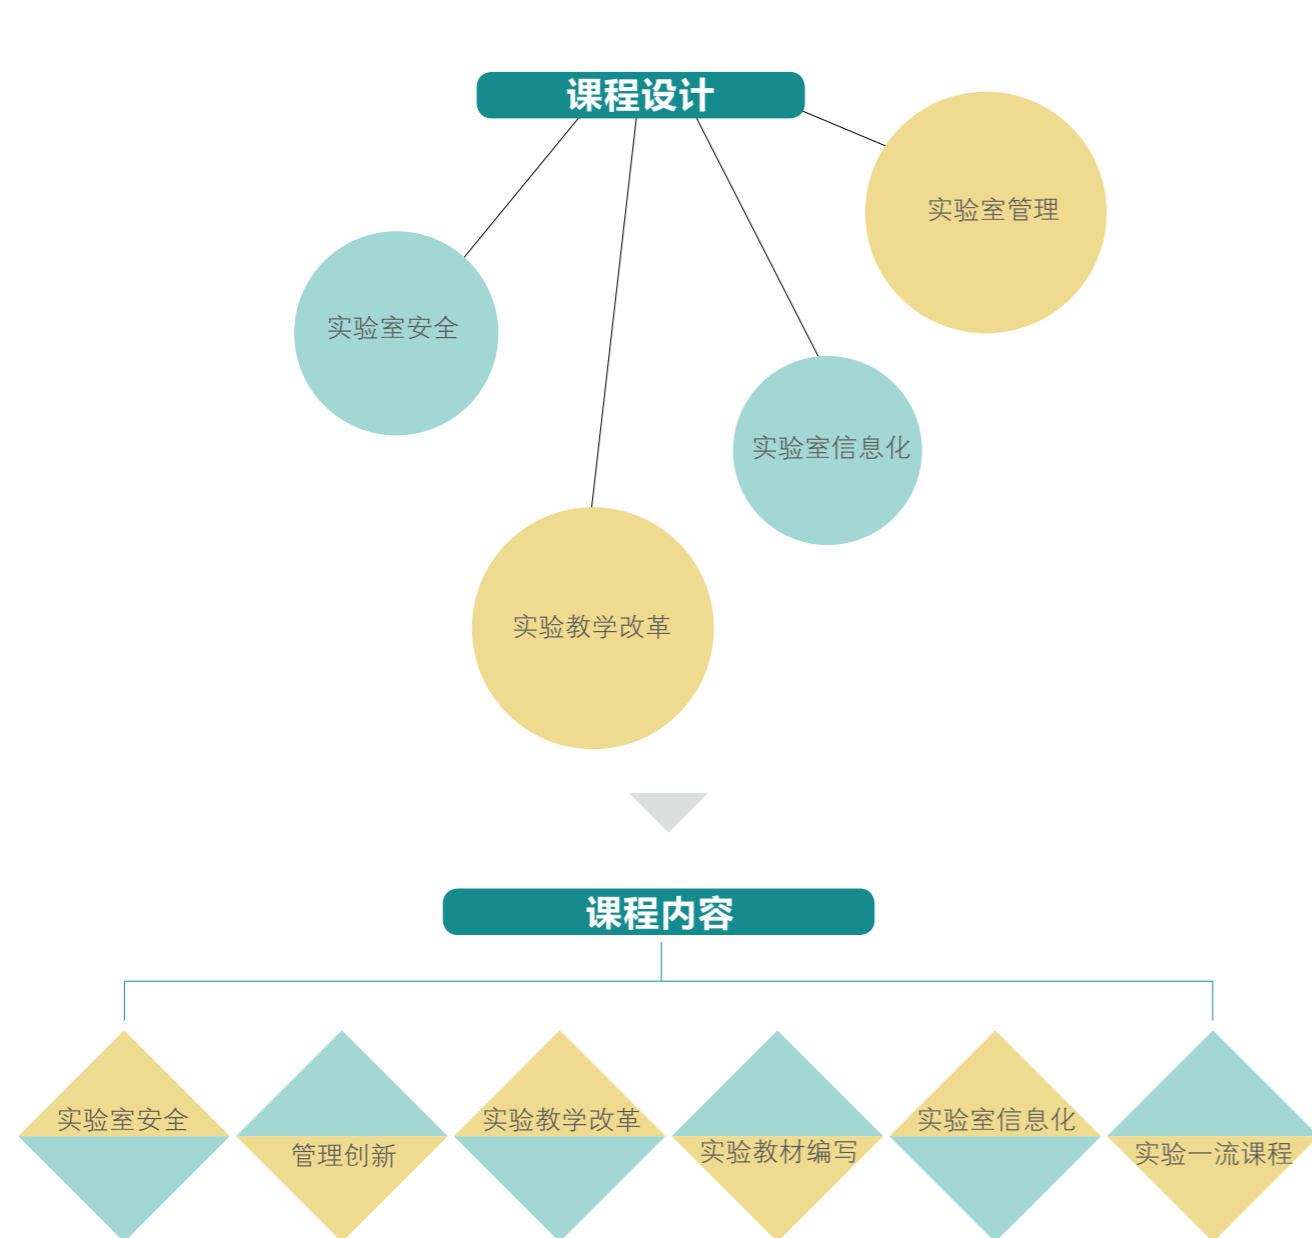 课程设计
实验室管理
实验室安全
实验室信息化
实验教学改革
课程内容
实验室安全
管理创新
实验教学改革
实验教材编写
实验室信息化
实验一流课程